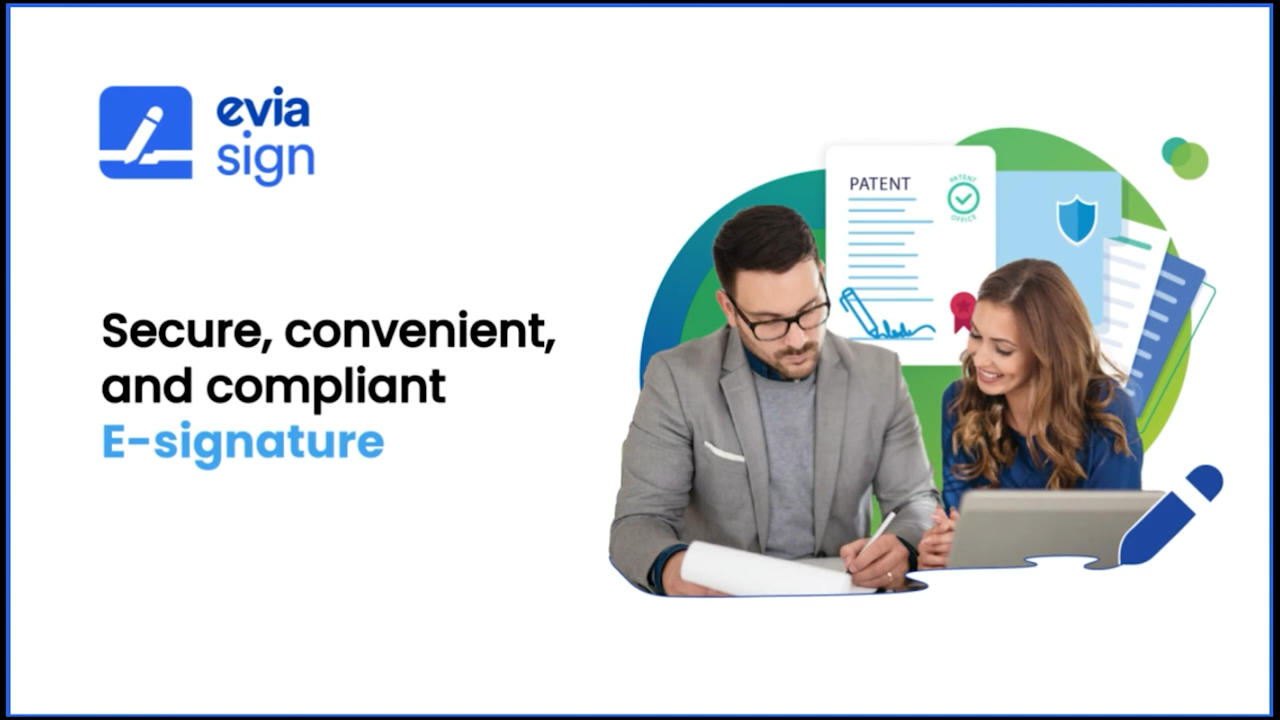 evia
sign
PATENT
PATENT
OFFICE
Secure, convenient,
and compliant
E-signature